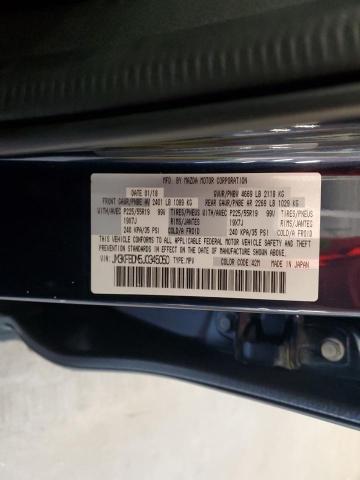 MFD BY MAZDA MOTOR CORPORATION
DATE 01/18 GVWR/PNBV 4669 LB 2118 KG
FRONT GAWR/PNBE AV 2401 LB 1089 KG REAR GAWR/PNBE AR 2268 LB 1029 KG
WITH/AVEC P225/55R19 99V TIRES/PNEUS WITH/AVEC P225/55R19 99V TIRES/PNEUS
19X7J RIMS/JANTES 19X7J RIMS/JANTES
240 KPA/35 PSI COLD/A FROID 240 KPA/35 PSI COLD/A FROID
THIS VEHICLE CONFORMS TO ALL APPLICABLE FEDERAL MOTOR VEHICLE
SAFETY, BUMPER, AND THEFT PREVENTION STANDARDS IN
EFFECT ON THE DATE OF MANUFACTURE SHOWN ABOVE.
VIN: TYPE:MPV COLOR :42M MADE IN JAPAN